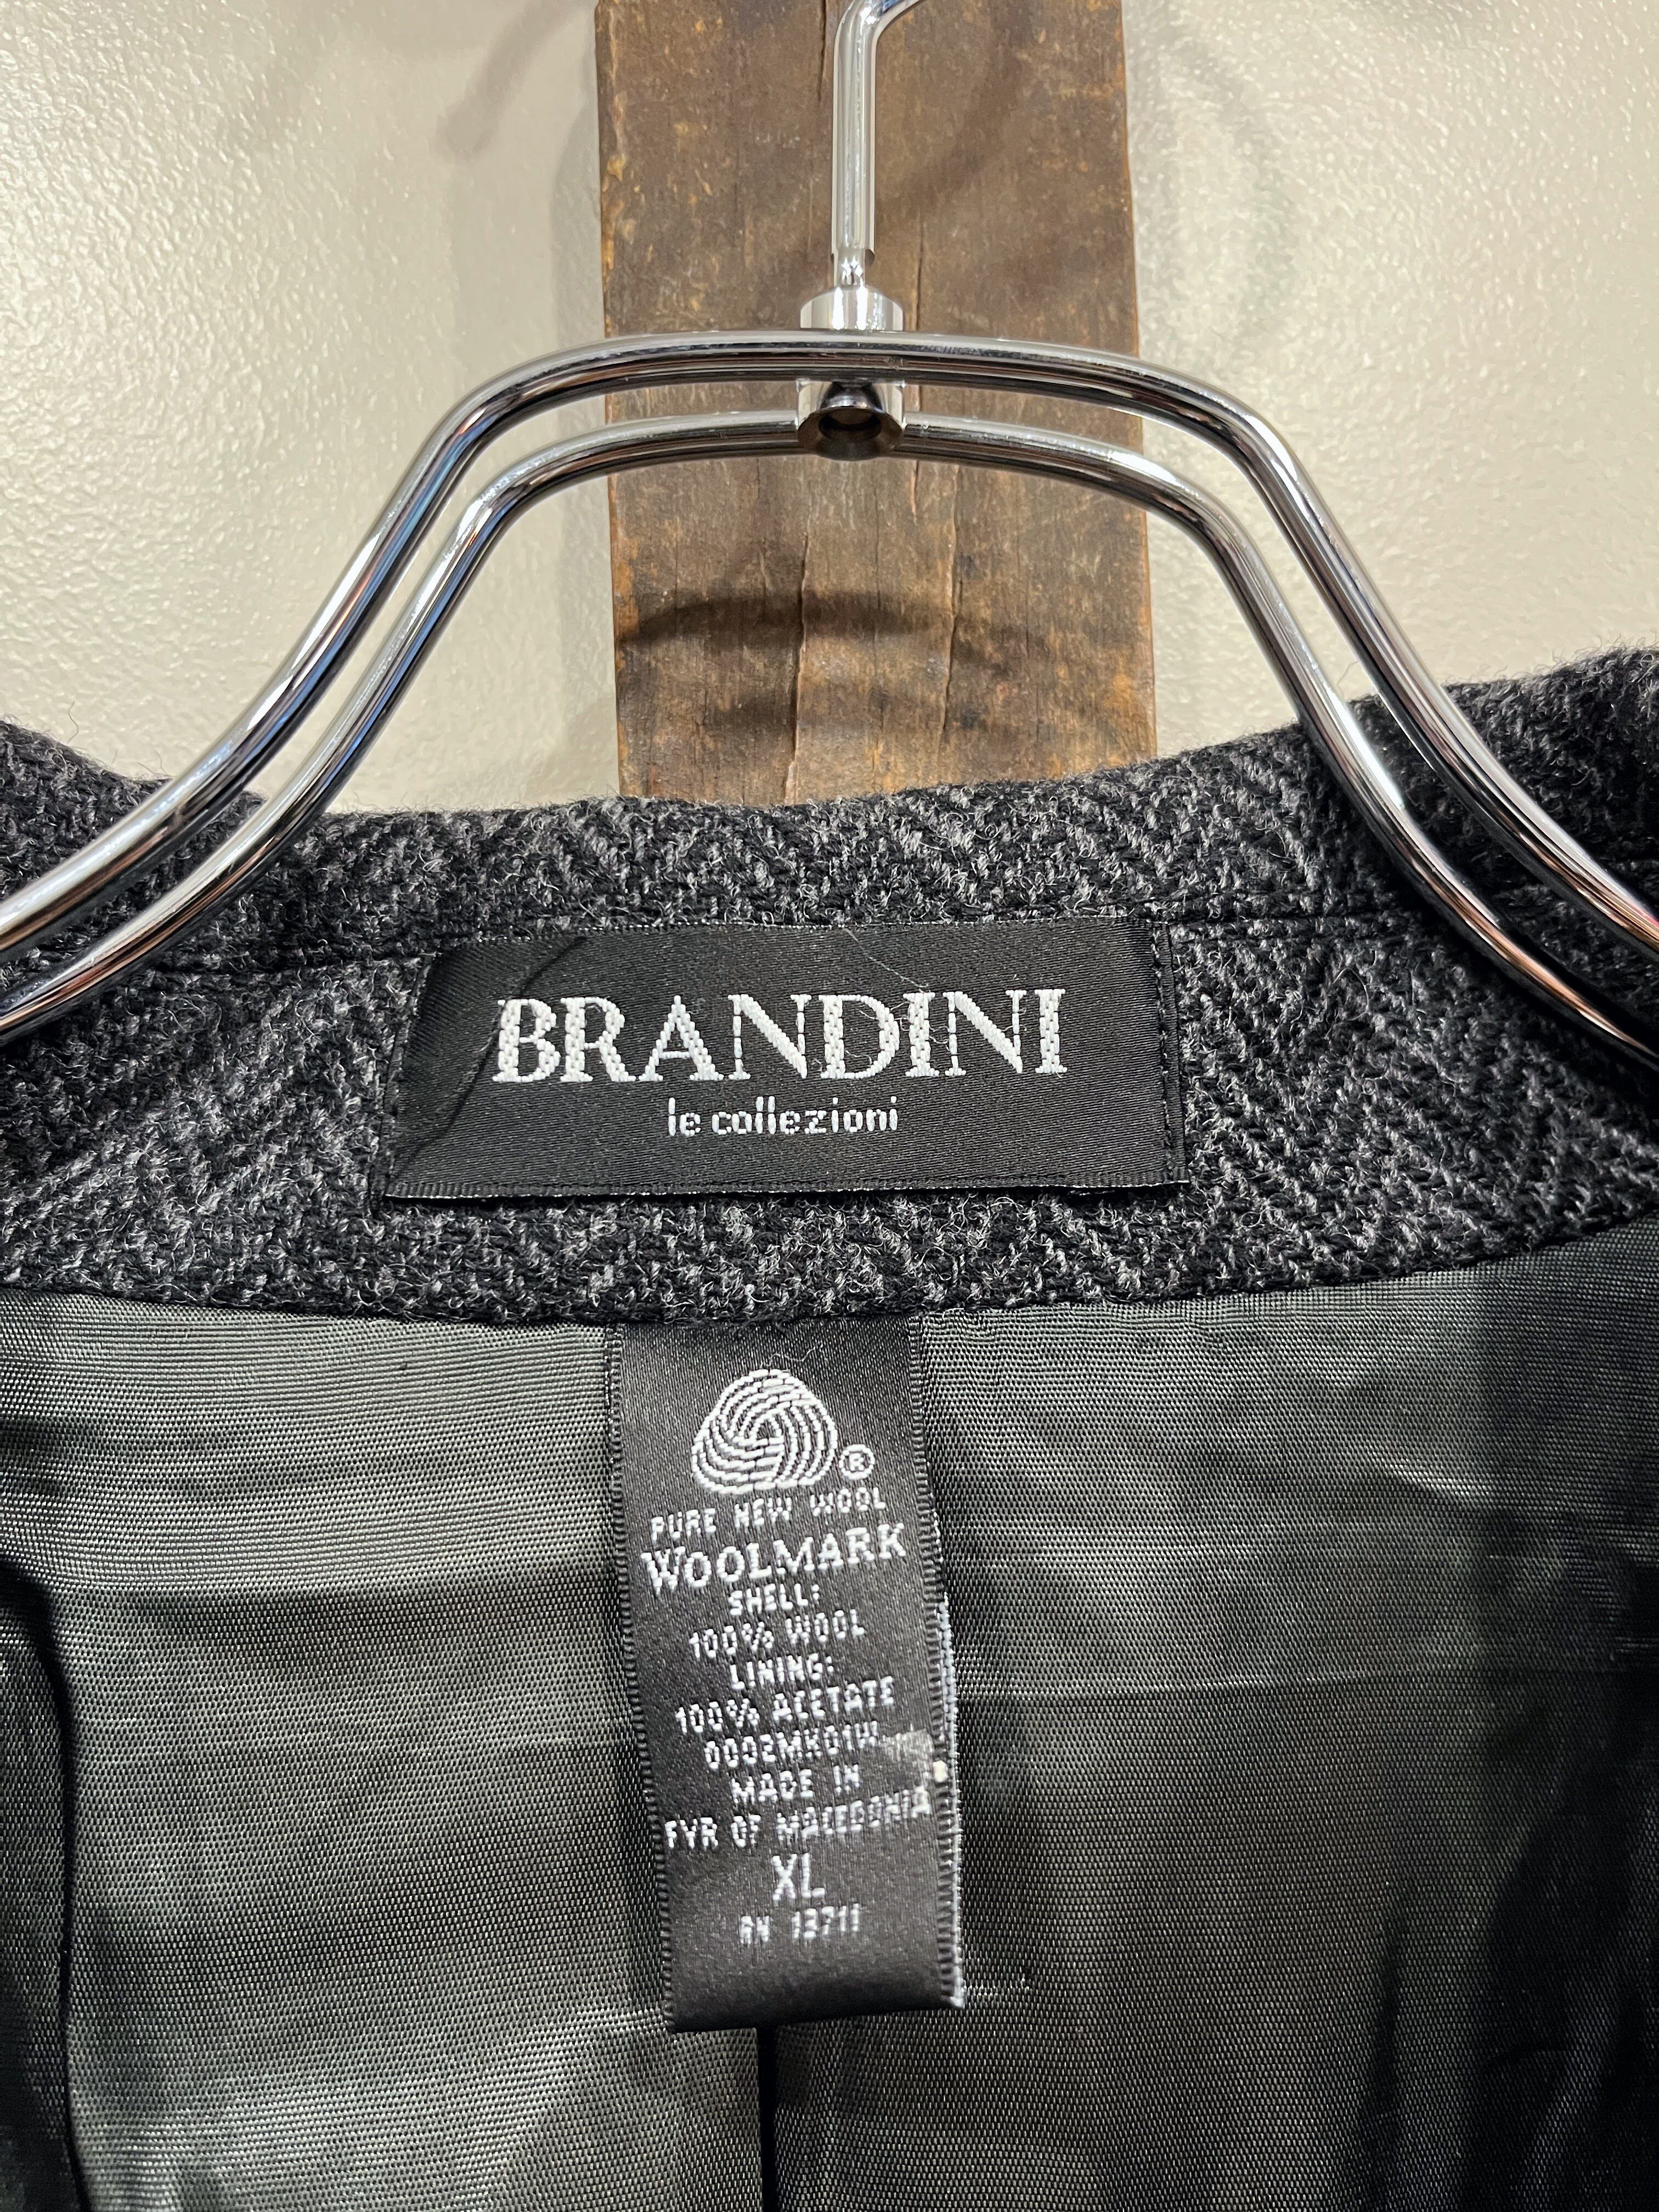 BRANDINI
le collezioni
®
PURE NEW WOOL
WOOLMARK
SHELL:
100% WOOL
LINING:
100% ACETATE
MADE IN
FYR OF MACEDONIA
XL
RN 13711